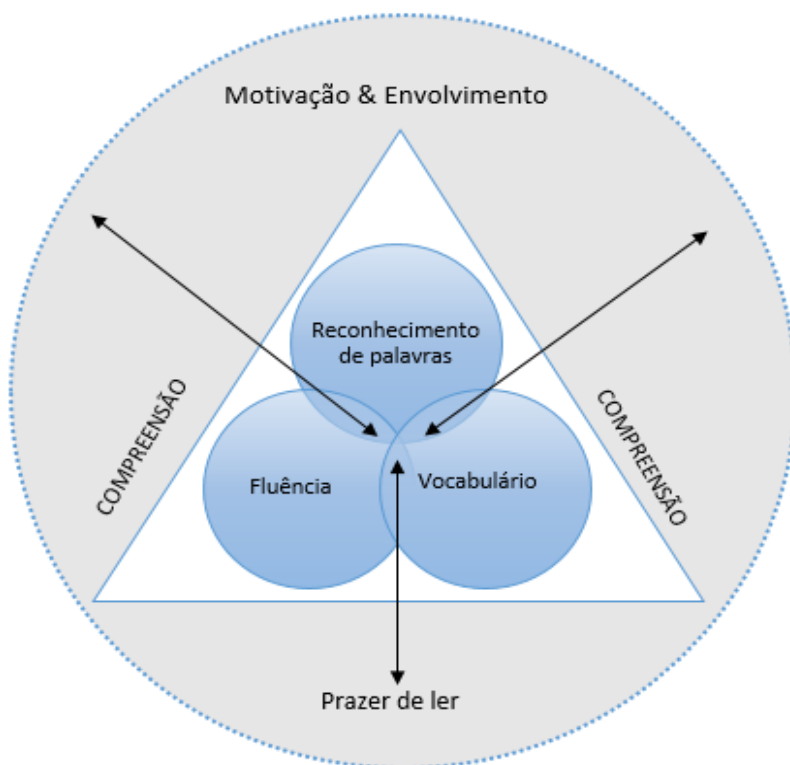 Motivação & Envolvimento
Reconhecimento
de palavras
COMPREENSÃO
COMPREENSÃO
Fluência
Vocabulário
Prazer de ler